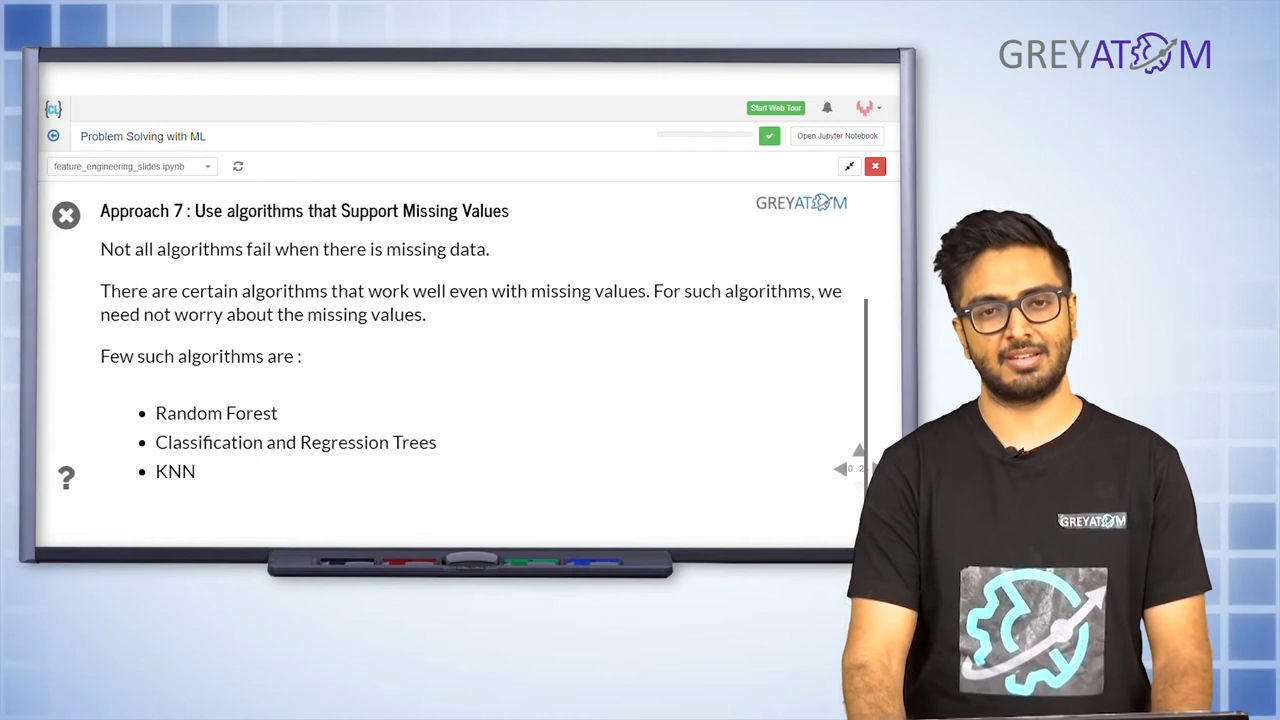 GREYATOM
{CL}
Start Web Tour
Problem Solving with ML
Open Jupyter Notebook
feature_engineering_slides.ipynb
GREYATOM
Approach 7 : Use algorithms that Support Missing Values
Not all algorithms fail when there is missing data.
There are certain algorithms that work well even with missing values. For such algorithms, we
need not worry about the missing values.
Few such algorithms are :
• Random Forest
• Classification and Regression Trees
• KNN
?
GREYATOM